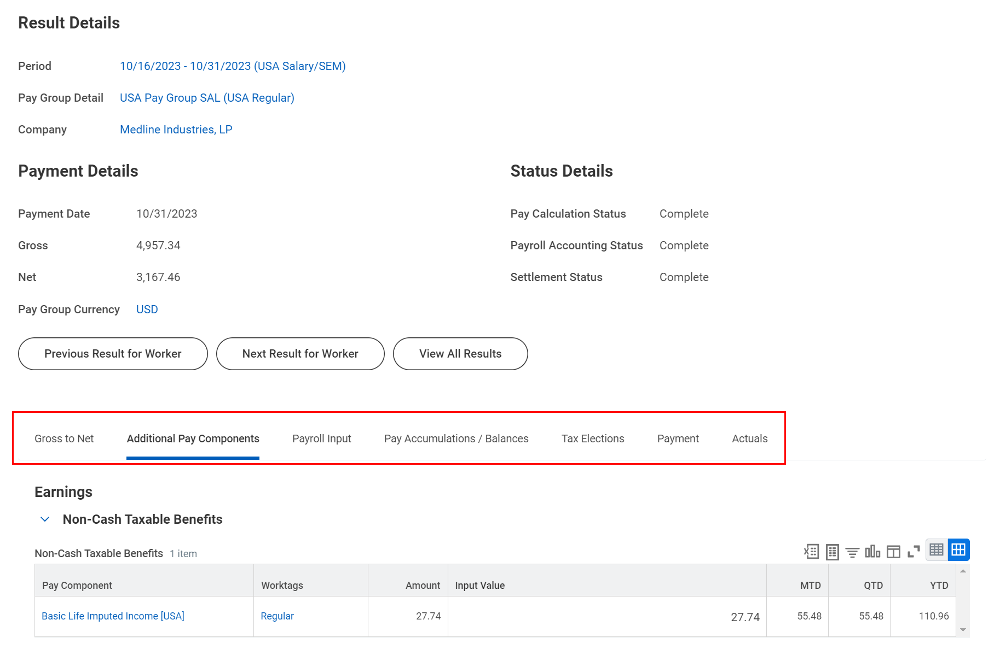 Result Details
Period 10/16/2023 - 10/31/2023 (USA Salary/SEM)
Pay Group Detail USA Pay Group SAL (USA Regular)
Company Medline Industries, LP
Payment Details
Payment Date 10/31/2023
Gross 4,957.34
Net 3,167.46
Pay Group Currency USD
Status Details
Pay Calculation Status Complete
Payroll Accounting Status Complete
Settlement Status Complete
Previous Result for Worker Next Result for Worker View All Results
Gross to Net Additional Pay Components Payroll Input Pay Accumulations / Balances Tax Elections Payment Actuals
Earnings
Non-Cash Taxable Benefits
Non-Cash Taxable Benefits 1 item
Pay Component Worktags Amount Input Value MTD QTD YTD
Basic Life Imputed Income [USA] Regular 27.74 27.74 55.48 55.48 110.96